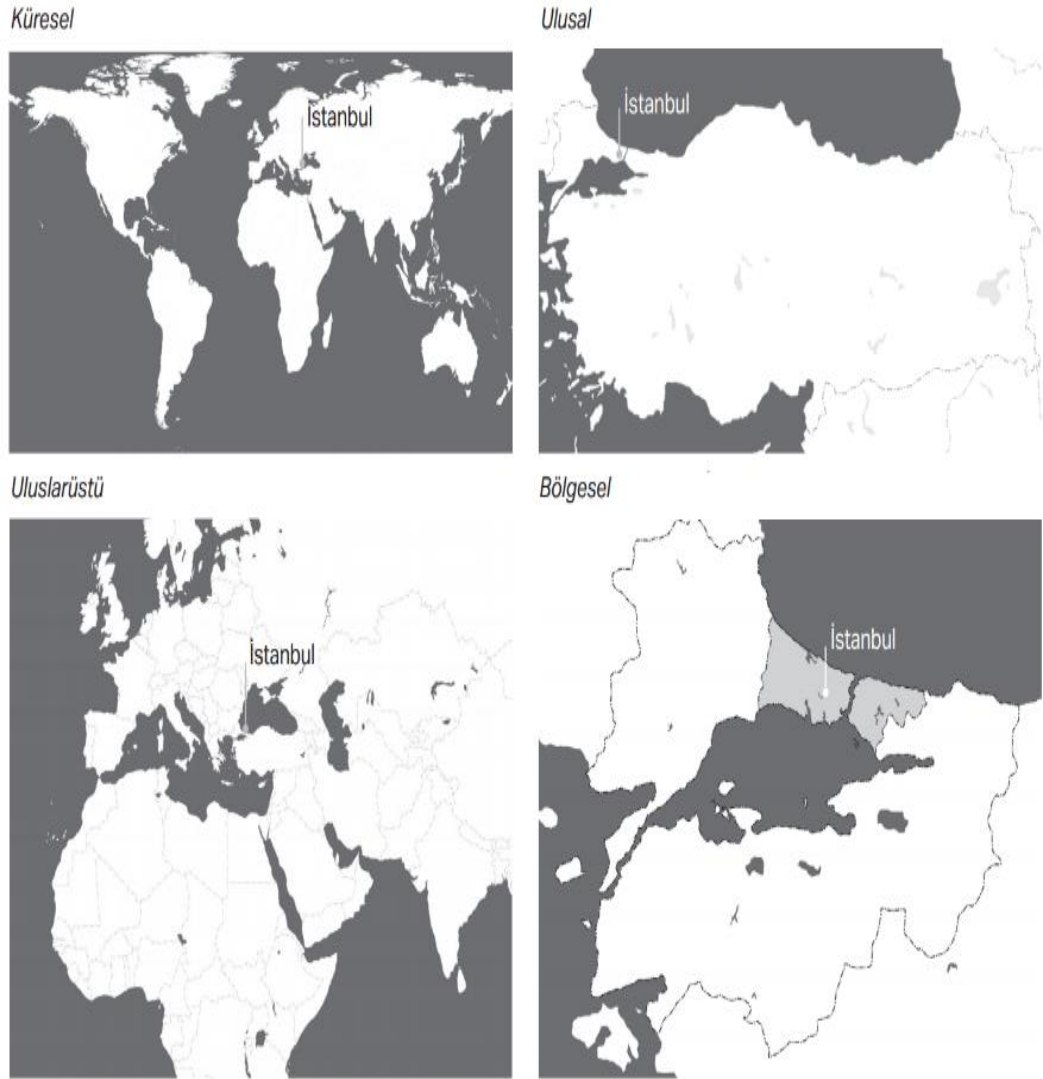 Küresel
İstanbul
Ulusal
İstanbul
Uluslarüstü
İstanbul
Bölgesel
İstanbul